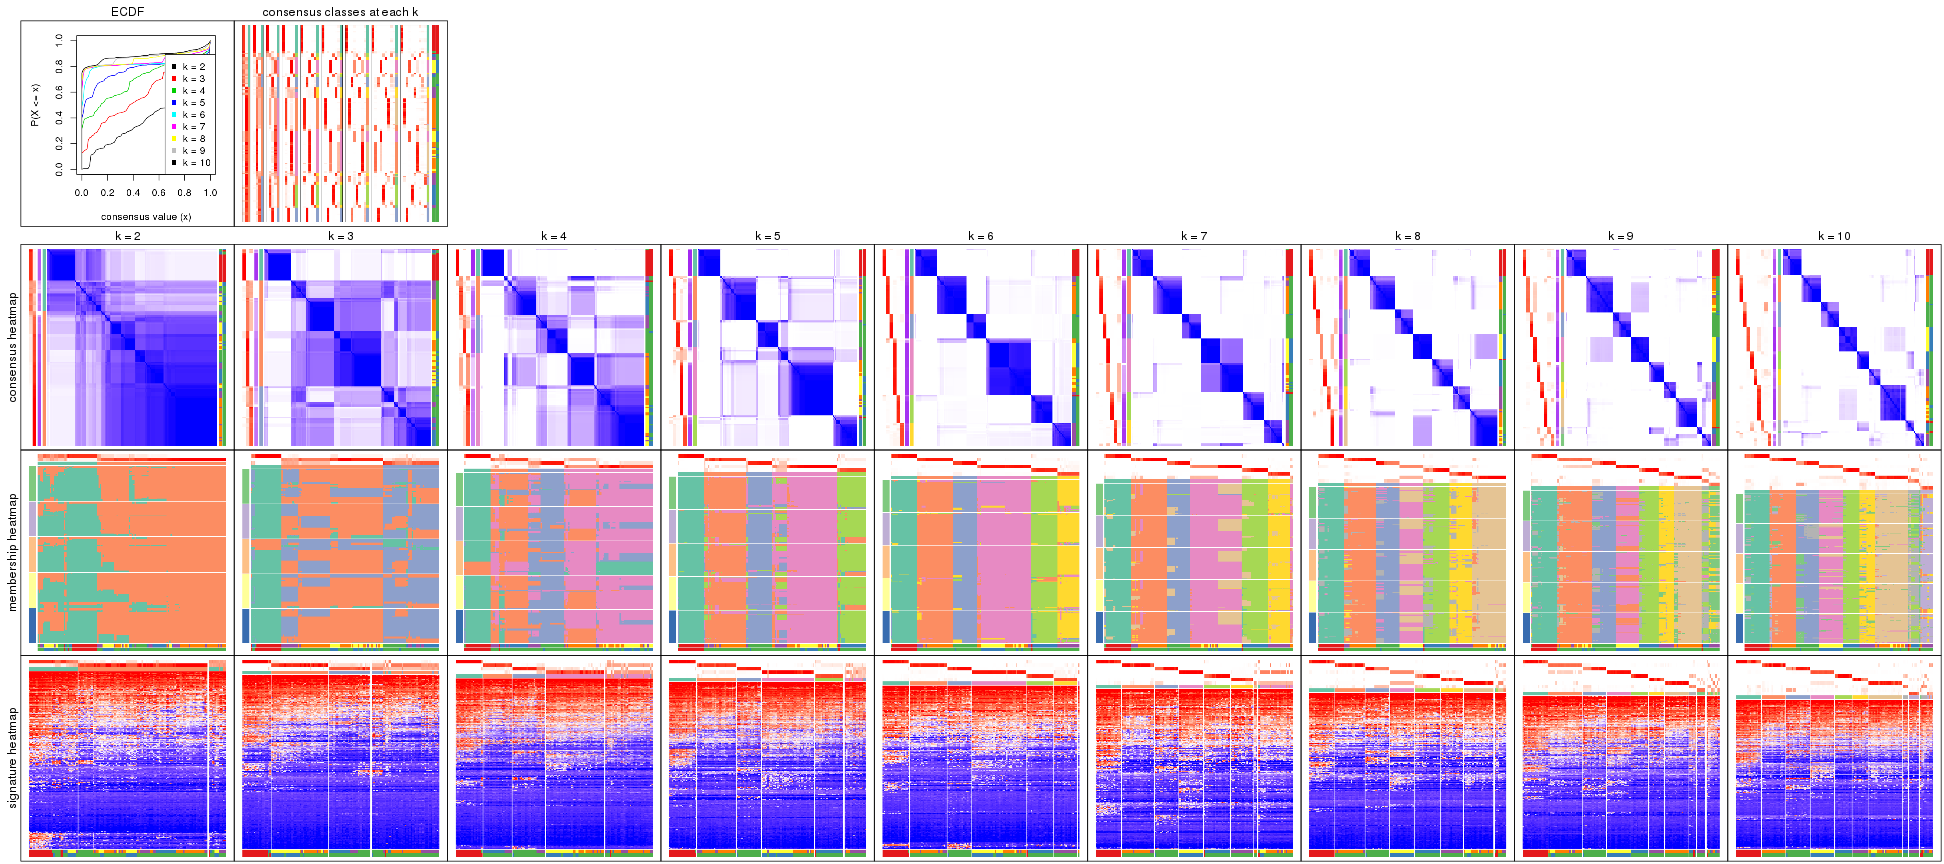 ECDF
consensus classes at each k
P(X <= x)
0.0 0.2 0.4 0.6 0.8 1.0
k = 2
k = 3
k = 4
k = 5
k = 6
k = 7
k = 8
k = 9
k = 10
0.0 0.2 0.4 0.6 0.8 1.0
consensus value (x)
k = 2 k = 3 k = 4 k = 5 k = 6 k = 7 k = 8 k = 9 k = 10
consensus heatmap
membership heatmap
signature heatmap